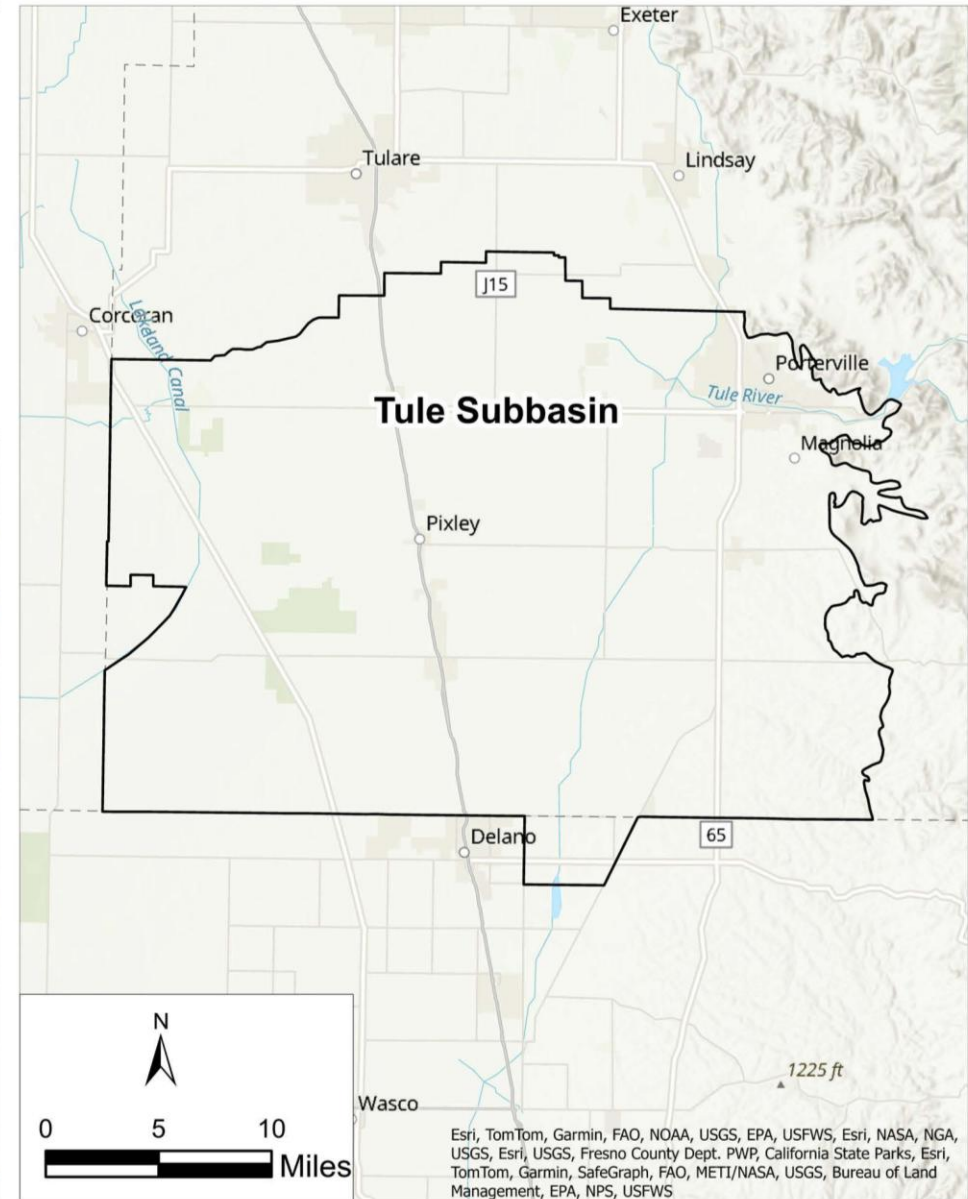 Exeter
Tulare
Lindsay
J15
Corcoran
Lakeland Canal
Porterville
Tule River
Tule Subbasin
Magnolia
Pixley
Delano
65
N
1225 ft
Wasco
0 5 10
Miles
Esri, TomTom, Garmin, FAO, NOAA, USGS, EPA, USFWS, Esri, NASA, NGA,
USGS, Esri, USGS, Fresno County Dept. PWP, California State Parks, Esri,
TomTom, Garmin, SafeGraph, FAO, METI/NASA, USGS, Bureau of Land
Management, EPA, NPS, USFWS